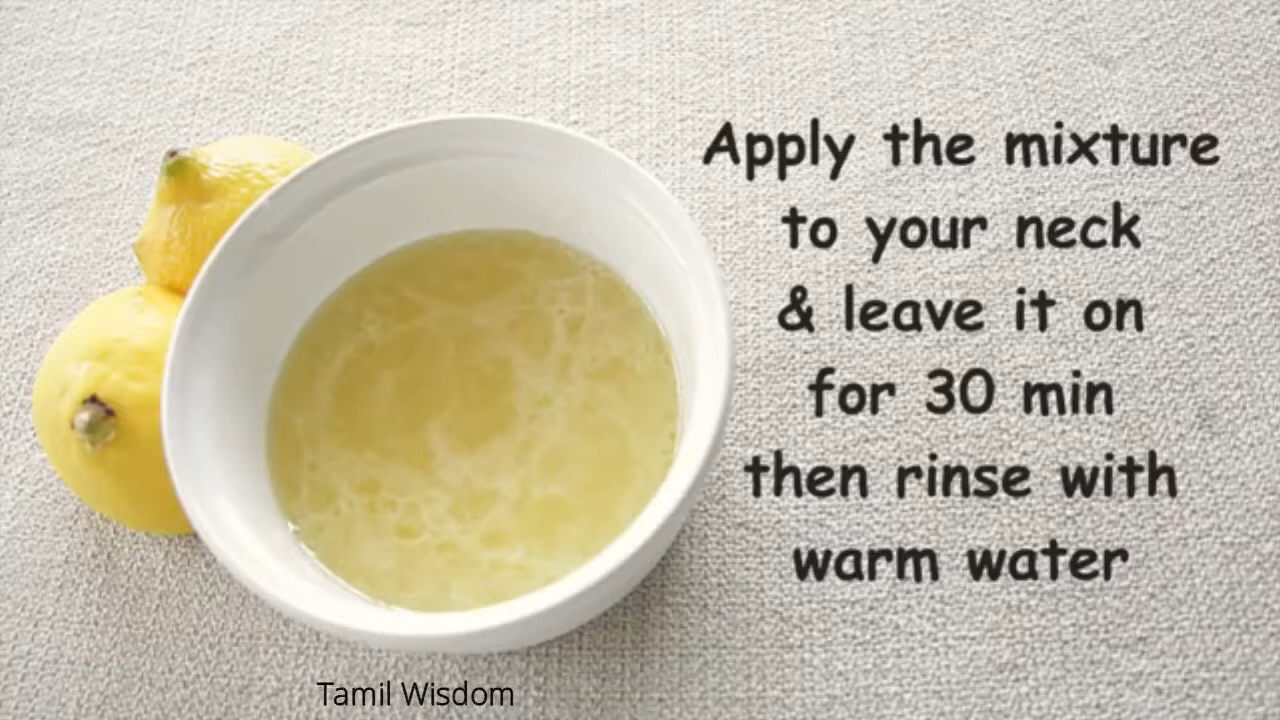 Apply the mixture
to your neck
& leave it on
for 30 min
then rinse with
warm water
Tamil Wisdom